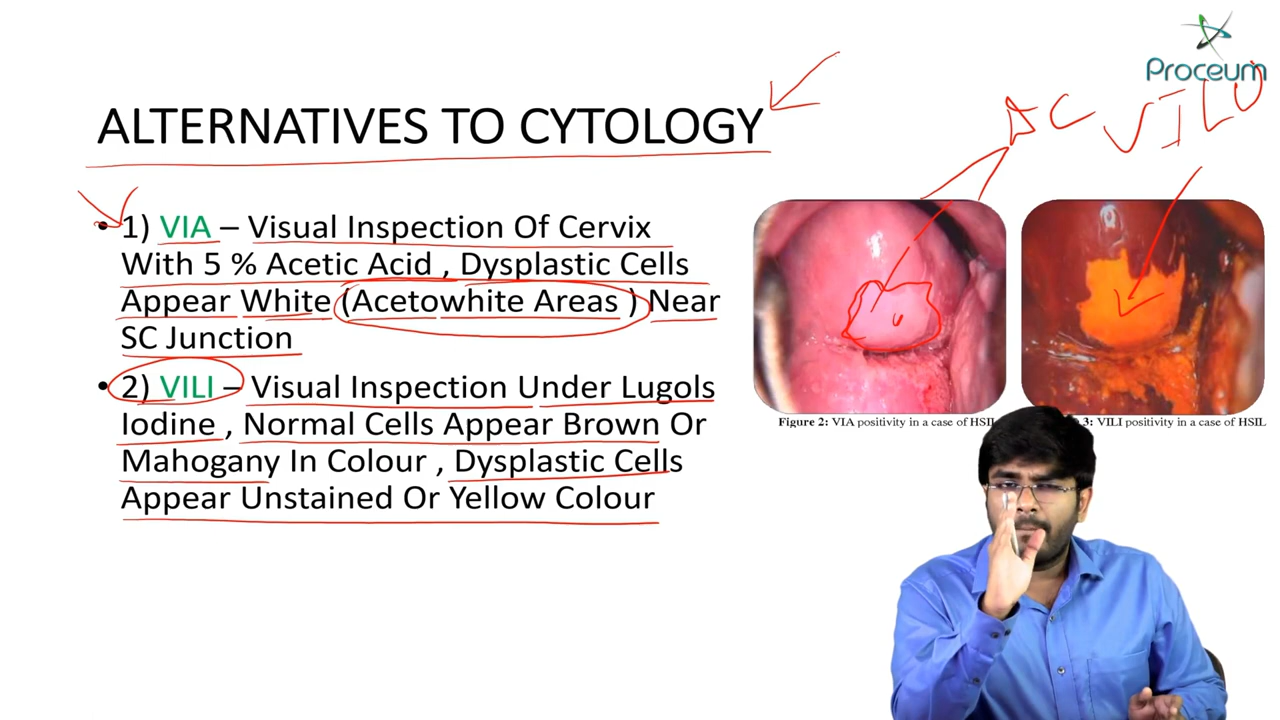 Proceum
ALTERNATIVES TO CYTOLOGY
• 1) VIA – Visual Inspection Of Cervix
With 5 % Acetic Acid , Dysplastic Cells
Appear White (Acetowhite Areas ) Near
SC Junction
• 2) VILI – Visual Inspection Under Lugols
Iodine , Normal Cells Appear Brown Or
Mahogany In Colour , Dysplastic Cells
Appear Unstained Or Yellow Colour
Figure 2: VIA positivity in a case of HSIL
3: VILI positivity in a case of HSIL